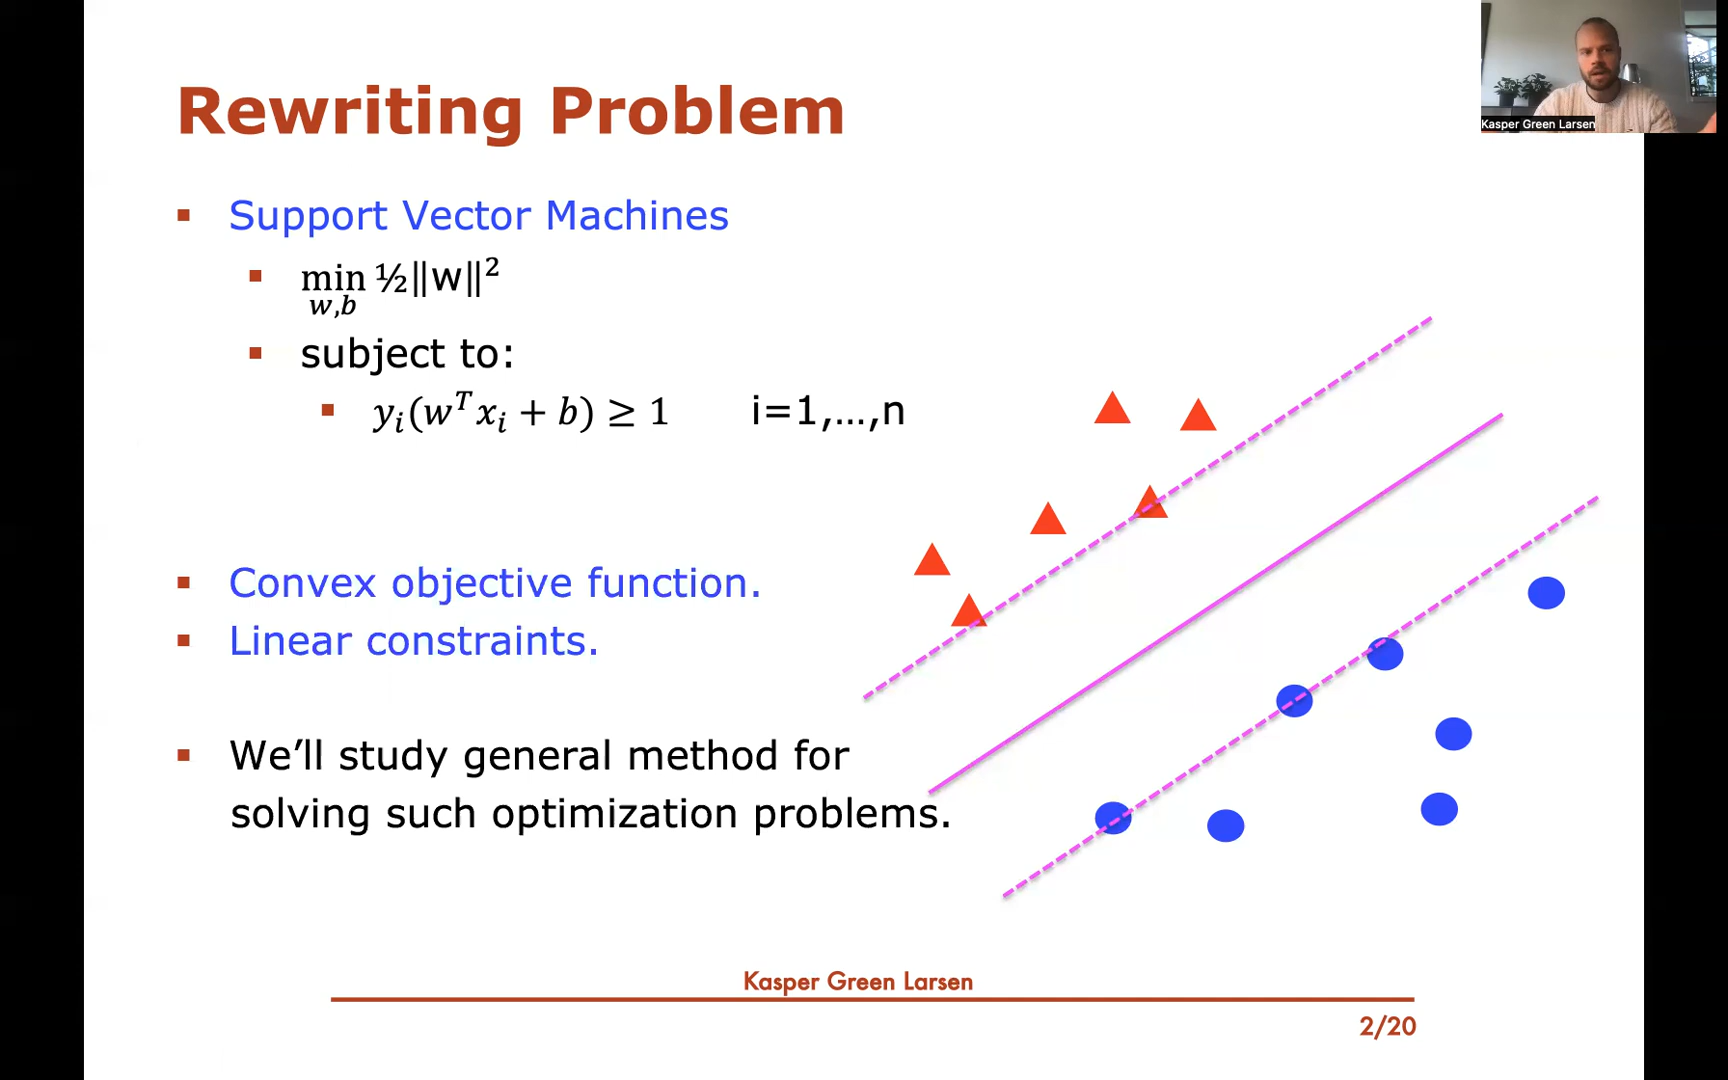 Kasper Green Larsen
Rewriting Problem
Support Vector Machines
min ½‖w‖²
w,b
subject to:
yᵢ(wᵀxᵢ + b) ≥ 1 i=1,...,n
Convex objective function.
Linear constraints.
We’ll study general method for
solving such optimization problems.
Kasper Green Larsen
2/20